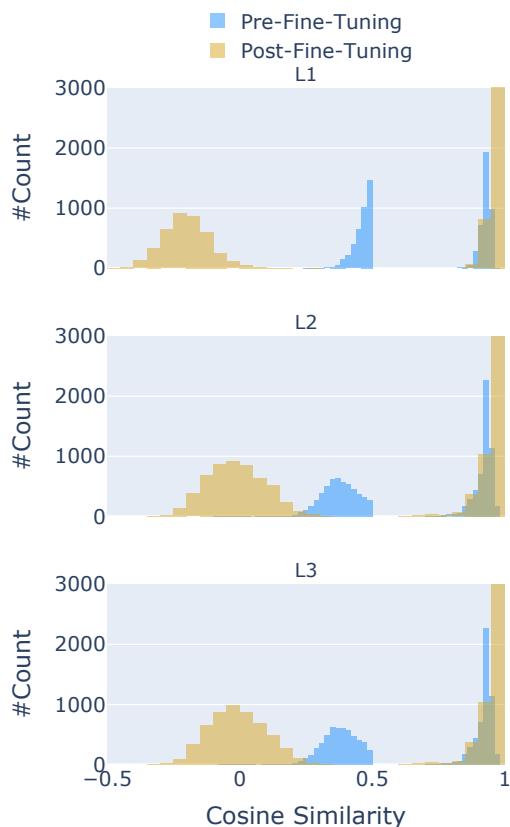 Pre-Fine-Tuning
Post-Fine-Tuning
L1
3000
2000
1000
0
#Count
L2
3000
2000
1000
0
#Count
L3
3000
2000
1000
0
#Count
−0.5 0 0.5 1
Cosine Similarity